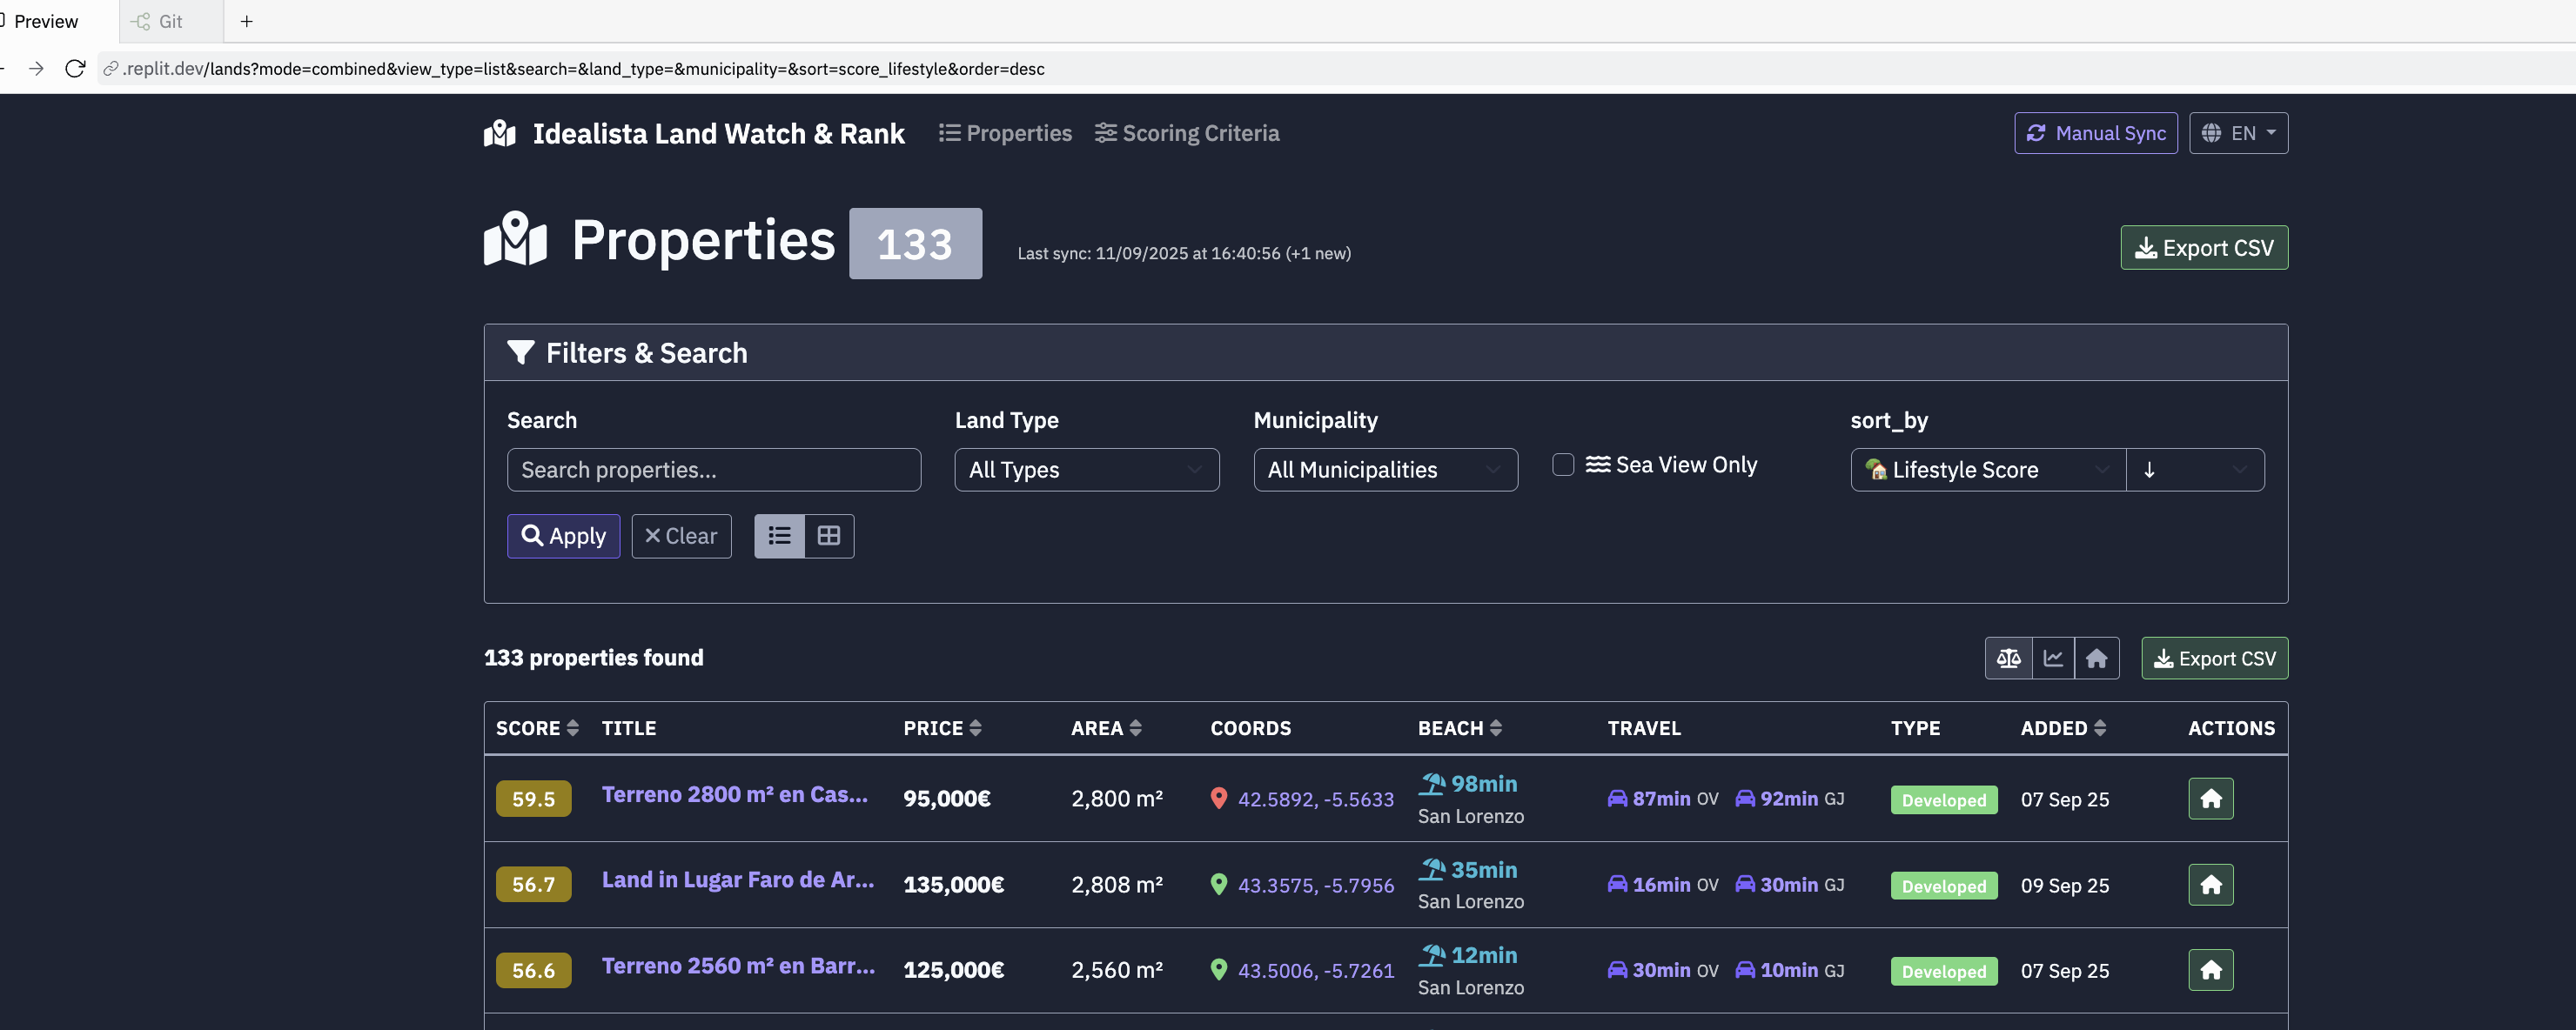 Preview
Git
+
.replit.dev/lands?mode=combined&view_type=list&search=&land_type=&municipality=&sort=score_lifestyle&order=desc
Idealista Land Watch & Rank
Properties
Scoring Criteria
Manual Sync
EN
Properties 133
Last sync: 11/09/2025 at 16:40:56 (+1 new)
Export CSV
Filters & Search
Search
Land Type
Municipality
sort_by
Search properties...
All Types
All Municipalities
Sea View Only
Lifestyle Score
↓
Apply
Clear
133 properties found
Export CSV
SCORE TITLE PRICE AREA COORDS BEACH TRAVEL TYPE ADDED ACTIONS
59.5 Terreno 2800 m² en Cas... 95,000€ 2,800 m² 42.5892, -5.5633 98min 87min OV 92min GJ Developed 07 Sep 25
San Lorenzo
56.7 Land in Lugar Faro de Ar... 135,000€ 2,808 m² 43.3575, -5.7956 35min 16min OV 30min GJ Developed 09 Sep 25
San Lorenzo
56.6 Terreno 2560 m² en Barr... 125,000€ 2,560 m² 43.5006, -5.7261 12min 30min OV 10min GJ Developed 07 Sep 25
San Lorenzo